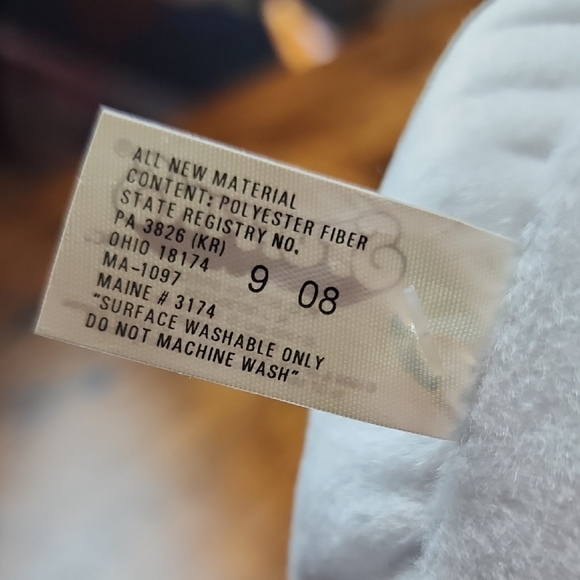 ALL NEW MATERIAL
CONTENT: POLYESTER FIBER
STATE REGISTRY NO.
PA 3826 (KR)
OHIO 18174
MA-1097
MAINE # 3174
9 08
"SURFACE WASHABLE ONLY
DO NOT MACHINE WASH"